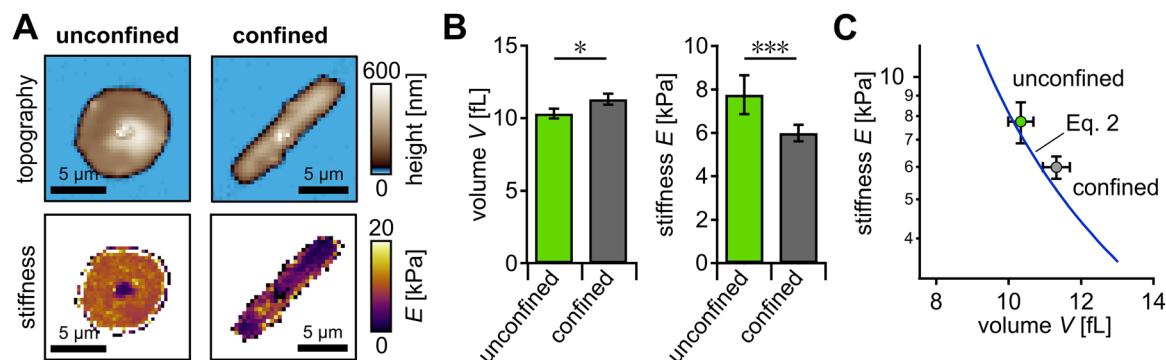 A
unconfined
confined
topography
5 µm
5 µm
600
0
height [nm]
stiffness
5 µm
5 µm
20
0
E [kPa]
B
volume V [fL]
15
10
5
0
*
unconfined
confined
stiffness E [kPa]
10
8
6
4
2
0
***
unconfined
confined
C
stiffness E [kPa]
10
9
8
7
6
5
4
unconfined
Eq. 2
confined
8
10
12
14
volume V [fL]